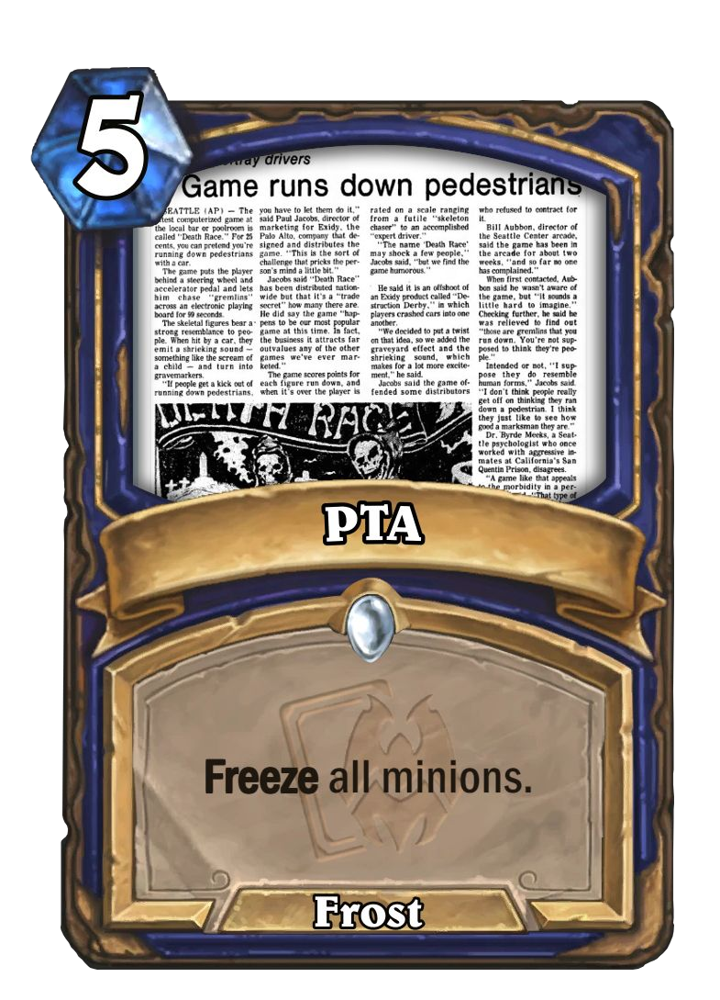 5
tray drivers
Game runs down pedestrians
SEATTLE (AP) — The
latest computerized game at
the local bar or poolroom is
called "Death Race." For 25
cents, you can pretend you're
running down pedestrians
with a car.
The game puts the player
behind a steering wheel and
accelerator pedal and lets
him chase "gremlins"
across an electronic playing
board for 99 seconds.
The skeletal figures bear a
strong resemblance to peo-
ple. When hit by a car, they
emit a shrieking sound —
something like the scream of
a child — and turn into
gravemarkers.
"If people get a kick out of
running down pedestrians,
you have to let them do it,"
said Paul Jacobs, director of
marketing for Exidy, the
Palo Alto, company that de-
signed and distributes the
game. "This is the sort of
challenge that pricks the per-
son's mind a little bit."
Jacobs said "Death Race"
has been distributed nation-
wide but that it's a "trade
secret" how many there are.
He did say the game "hap-
pens to be our most popular
game at this time. In fact,
the business it attracts far
outvalues any of the other
games we've ever mar-
keted."
The game scores points for
each figure run down, and
when it's over the player is
rated on a scale ranging
from a futile "skeleton
chaser" to an accomplished
"expert driver."
"The name 'Death Race'
may shock a few people,"
Jacobs said, "but we find the
game humorous."
He said it is an offshoot of
an Exidy product called "De-
struction Derby," in which
players crashed cars into one
another.
"We decided to put a twist
on that idea, so we added the
graveyard effect and the
shrieking sound, which
makes for a lot more excite-
ment," he said.
Jacobs said the game of-
fended some distributors
who refused to contract for
it.
Bill Aubbon, director of
the Seattle Center arcade,
said the game has been in
the arcade for about two
weeks, "and so far no one
has complained."
When first contacted, Aub-
bon said he wasn't aware of
the game, but "it sounds a
little hard to imagine."
Checking further, he said he
was relieved to find out
"those are gremlins that you
run down. You're not sup-
posed to think they're peo-
ple."
Intended or not, "I sup-
pose they do resemble
human forms," Jacobs said.
"I don't think people really
get off on thinking they ran
down a pedestrian. I think
they just like to see how
good a marksman they are."
Dr. Byrde Meeks, a Seat-
tle psychologist who once
worked with aggressive in-
mates at California's San
Quentin Prison, disagrees.
"A game like that appeals
to the morbidity in a per-
"That type of
DEATH RACE
PTA
Freeze all minions.
Frost